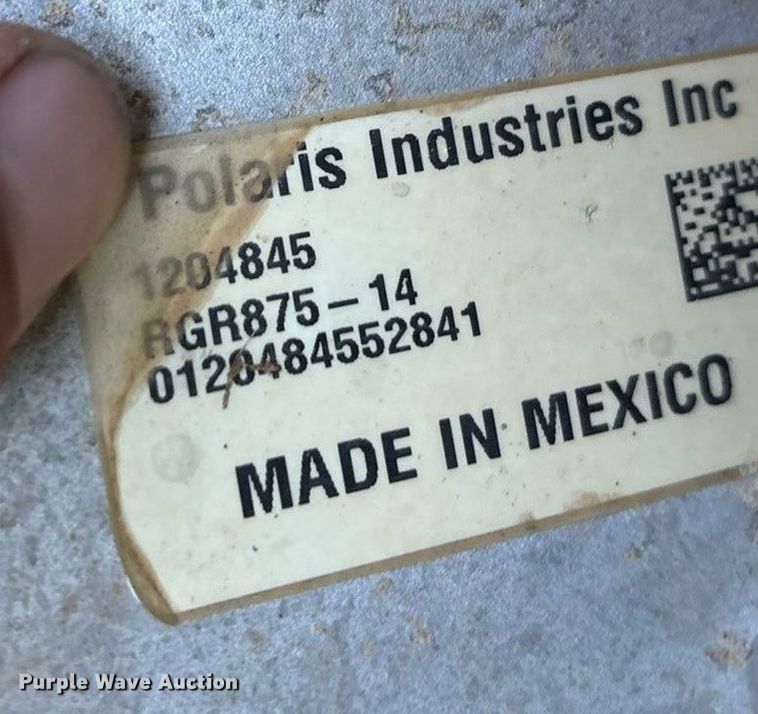 Polaris Industries Inc
1204845
RGR875-14
0120484552841
MADE IN MEXICO
Purple Wave Auction